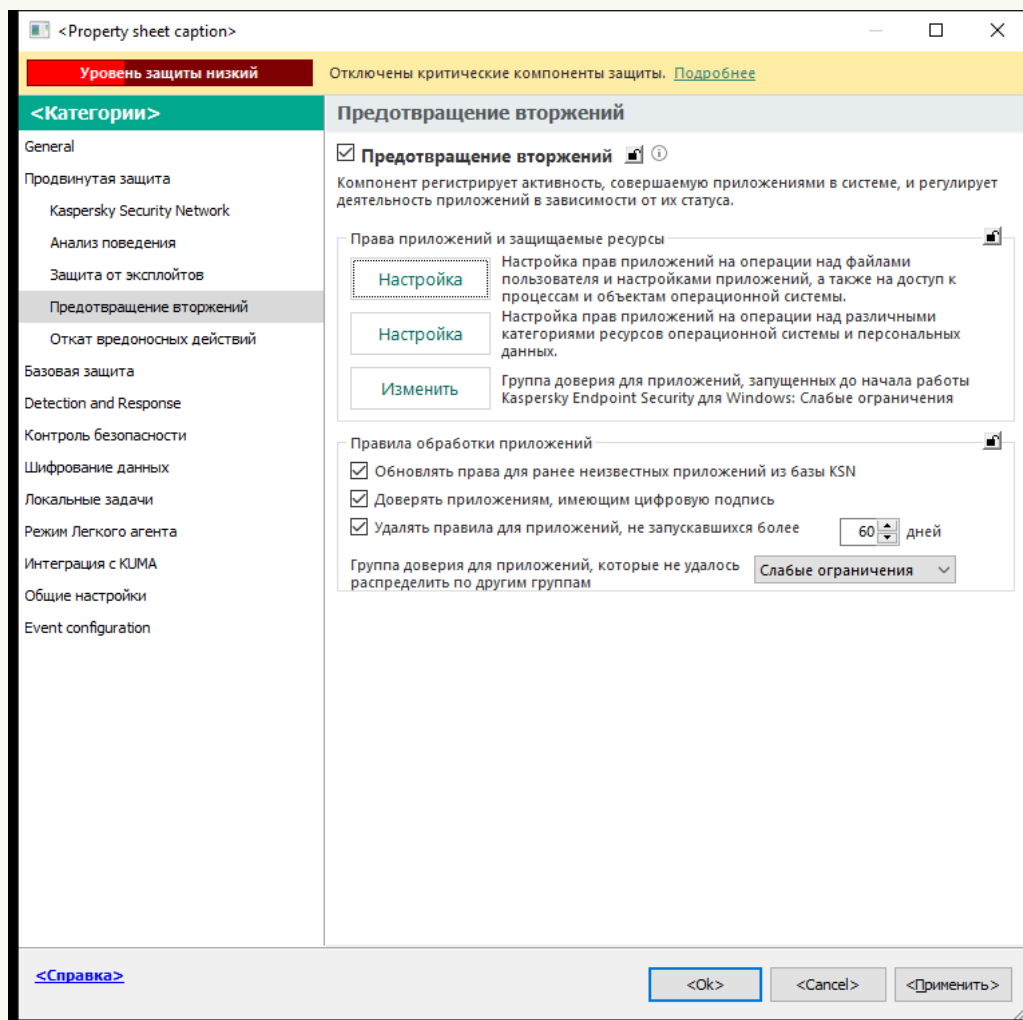 <Property sheet caption>
Уровень защиты низкий
Отключены критические компоненты защиты. Подробнее
<Категории>
General
Продвинутая защита
Kaspersky Security Network
Анализ поведения
Защита от эксплойтов
Предотвращение вторжений
Откат вредоносных действий
Базовая защита
Detection and Response
Контроль безопасности
Шифрование данных
Локальные задачи
Режим Легкого агента
Интеграция с KUMA
Общие настройки
Event configuration
Предотвращение вторжений
Предотвращение вторжений
Компонент регистрирует активность, совершаемую приложениями в системе, и регулирует
деятельность приложений в зависимости от их статуса.
Права приложений и защищаемые ресурсы
Настройка
Настройка прав приложений на операции над файлами
пользователя и настройками приложений, а также на доступ к
процессам и объектам операционной системы.
Настройка
Настройка прав приложений на операции над различными
категориями ресурсов операционной системы и персональных
данных.
Изменить
Группа доверия для приложений, запущенных до начала работы
Kaspersky Endpoint Security для Windows: Слабые ограничения
Правила обработки приложений
Обновлять права для ранее неизвестных приложений из базы KSN
Доверять приложениям, имеющим цифровую подпись
Удалять правила для приложений, не запускавшихся более 60 дней
Группа доверия для приложений, которые не удалось
распределить по другим группам
Слабые ограничения
<Справка>
<Ok>
<Cancel>
<Применить>